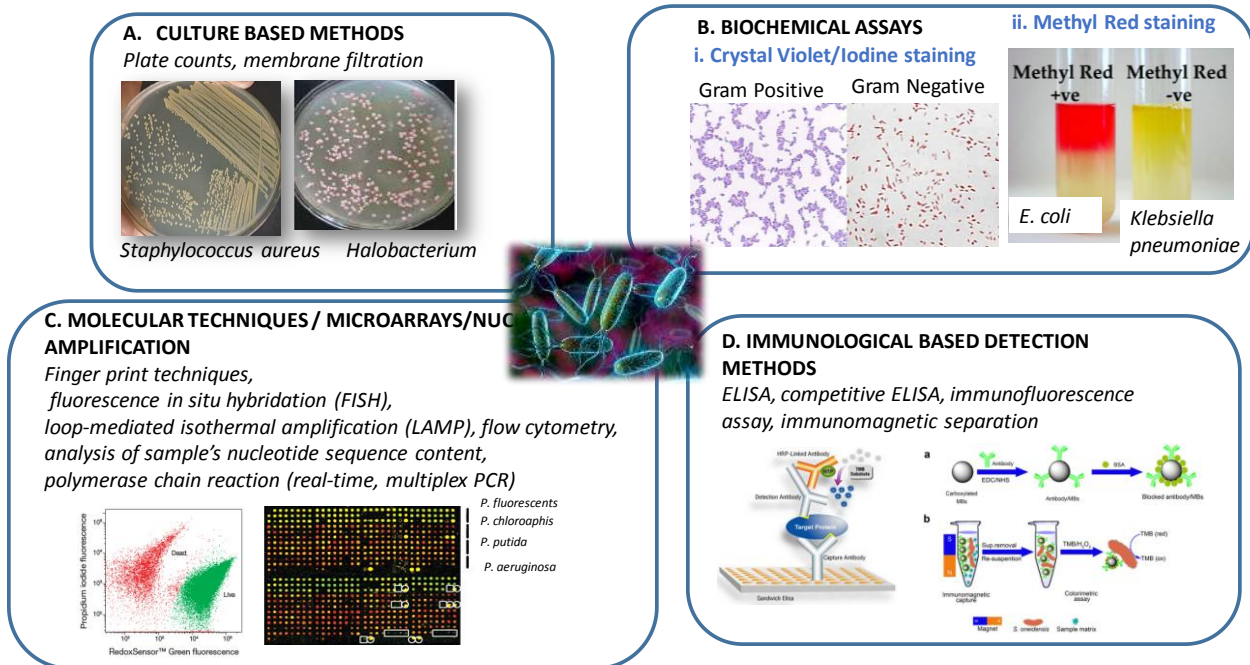 A. CULTURE BASED METHODS
Plate counts, membrane filtration
Staphylococcus aureus
Halobacterium
B. BIOCHEMICAL ASSAYS
i. Crystal Violet/Iodine staining
Gram Positive
Gram Negative
ii. Methyl Red staining
Methyl Red
+ve
Methyl Red
-ve
E. coli
Klebsiella
pneumoniae
C. MOLECULAR TECHNIQUES / MICROARRAYS/NUC
AMPLIFICATION
Finger print techniques,
fluorescence in situ hybridation (FISH),
loop-mediated isothermal amplification (LAMP), flow cytometry,
analysis of sample's nucleotide sequence content,
polymerase chain reaction (real-time, multiplex PCR)
Propidium iodide fluorescence
Dead
Live
RedoxSensor™ Green fluorescence
P. fluorescents
P. chloroaphis
P. putida
P. aeruginosa
D. IMMUNOLOGICAL BASED DETECTION
METHODS
ELISA, competitive ELISA, immunofluorescence
assay, immunomagnetic separation
HRP-Linked Antibody
TMB
Substrate
Detection Antibody
Target Protein
Capture Antibody
Sandwich Elisa
a
Antibody
EDC/NHS
BSA
Carboxylated
MBs
Antibody/MBs
Blocked antibody/MBs
b
S
N
Sup.removal
Re-suspention
TMB/H₂O₂
TMB (red)
TMB (ox)
Immunomagnetic
capture
Colorimetric
assay
Magnet
S. oneidensis
Sample matrix